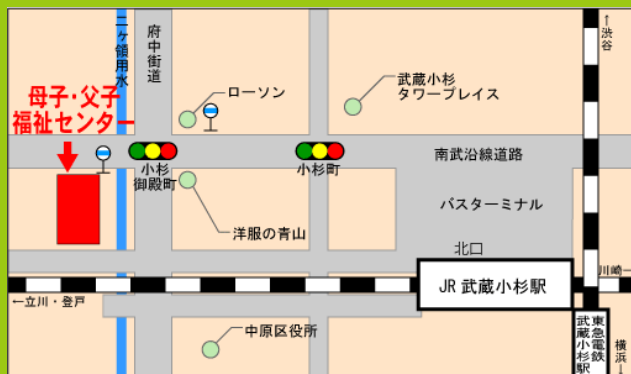 二ヶ領用水
府中街道
↑渋谷
母子・父子
福祉センター
ローソン
武蔵小杉
タワープレイス
小杉
御殿町
小杉町
南武沿線道路
バスターミナル
洋服の青山
北口
JR 武蔵小杉駅
川崎→
←立川・登戸
中原区役所
東急電鉄
武蔵小杉駅
横浜↓